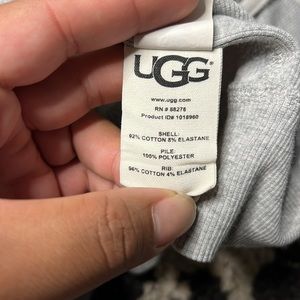 UGG
www.ugg.com
RN # 88276
Product ID# 1018960
SHELL:
92% COTTON 8% ELASTANE
PILE:
100% POLYESTER
RIB:
96% COTTON 4% ELASTANE